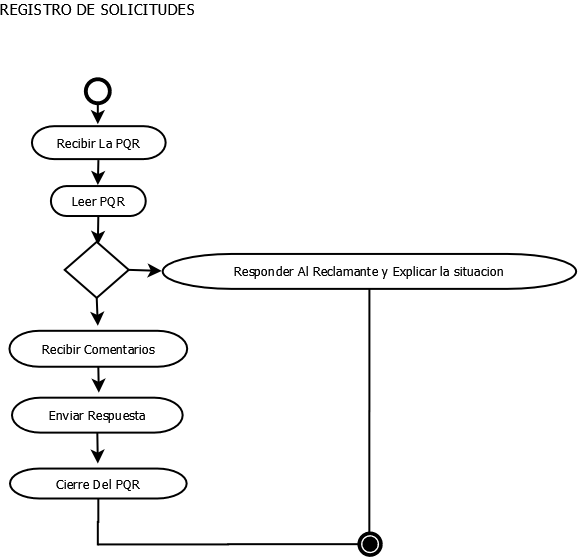 REGISTRO DE SOLICITUDES
Recibir La PQR
Leer PQR
Responder Al Reclamante y Explicar la situacion
Recibir Comentarios
Enviar Respuesta
Cierre Del PQR